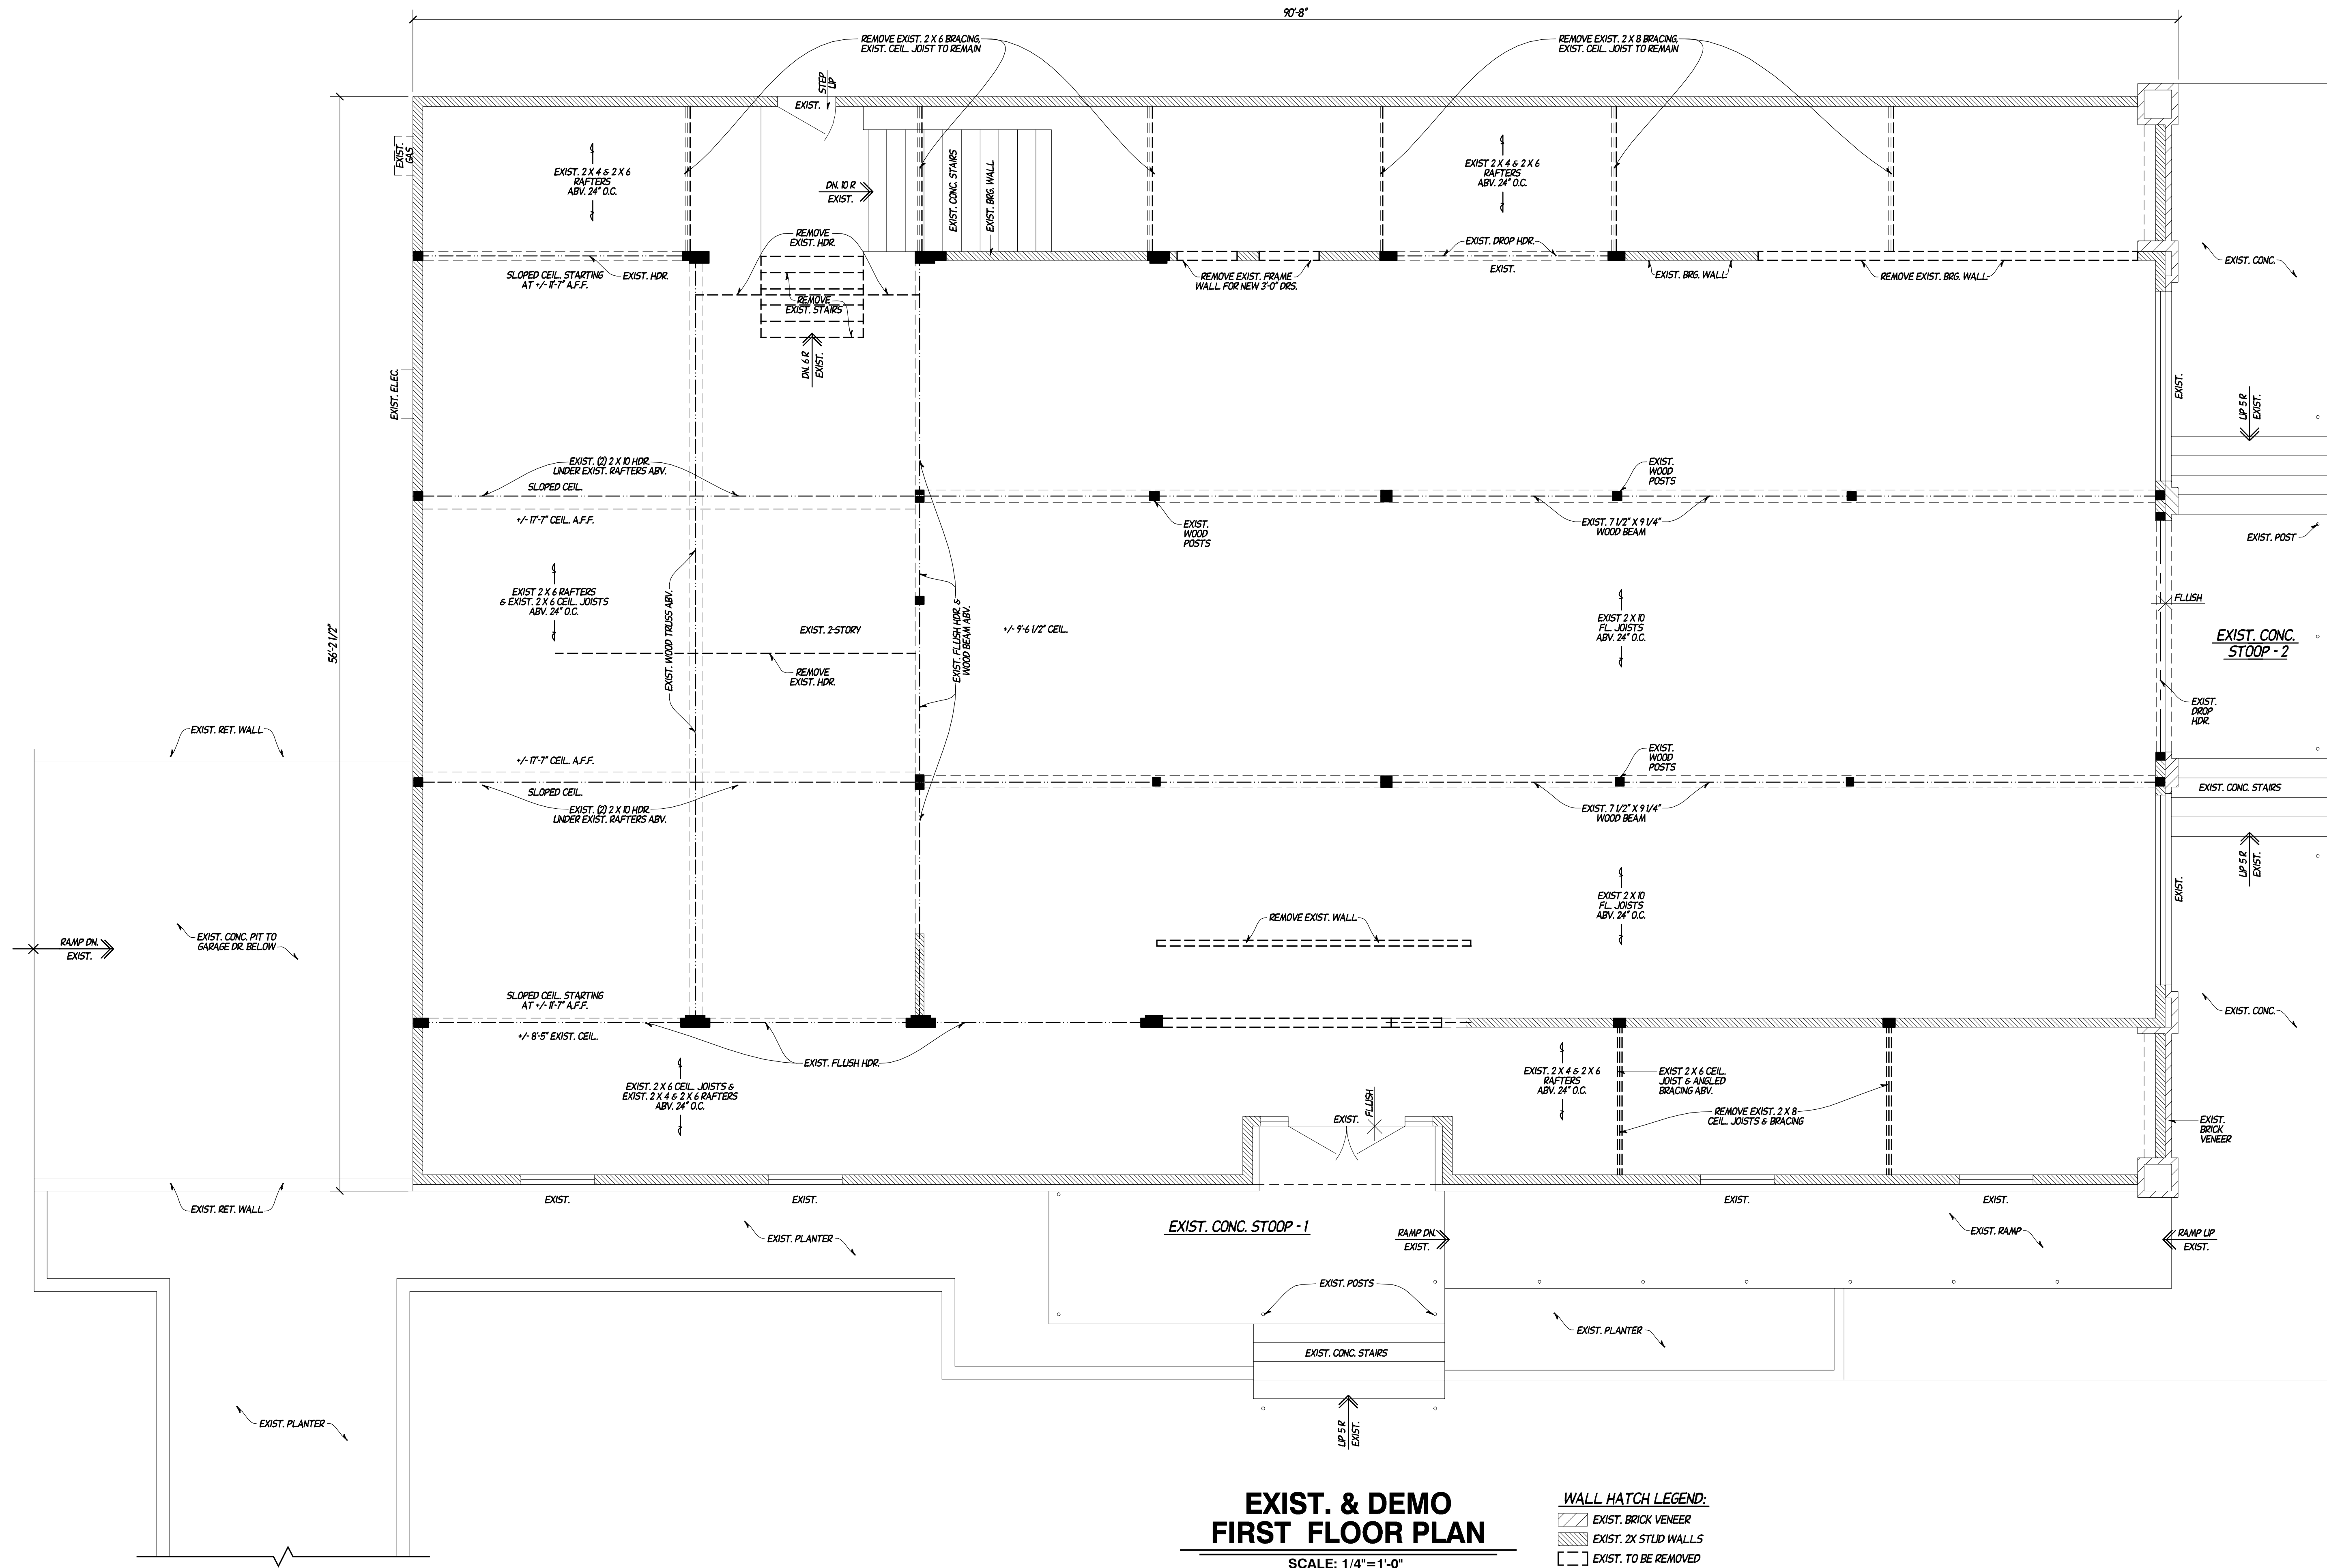 90'-8"
REMOVE EXIST. 2 X 6 BRACING,
EXIST. CEIL. JOIST TO REMAIN
REMOVE EXIST. 2 X 8 BRACING,
EXIST. CEIL. JOIST TO REMAIN
STEP
UP
EXIST.
EXIST.
GAS
EXIST 2 X 4 & 2 X 6
RAFTERS
ABV. 24" O.C.
DN. 10 R
EXIST.
EXIST. CONC. STAIRS
EXIST. BRG. WALL
EXIST 2 X 4 & 2 X 6
RAFTERS
ABV. 24" O.C.
REMOVE
EXIST. HDR.
SLOPED CEIL. STARTING
AT +/- 11'-7" A.F.F.
EXIST. HDR.
REMOVE
EXIST. STAIRS
REMOVE EXIST. FRAME
WALL FOR NEW 3'-0" DRS.
EXIST. DROP HDR.
EXIST.
EXIST. BRG. WALL
REMOVE EXIST. BRG. WALL
EXIST. CONC.
DN. 6 R
EXIST.
EXIST. ELEC.
EXIST.
UP 5 R
EXIST.
EXIST. (2) 2 X 10 HDR.
UNDER EXIST. RAFTERS ABV.
SLOPED CEIL.
+/- 17'-7" CEIL. A.F.F.
EXIST.
WOOD
POSTS
EXIST.
WOOD
POSTS
EXIST. 7 1/2" X 9 1/4"
WOOD BEAM
EXIST. POST
EXIST 2 X 6 RAFTERS
& EXIST. 2 X 6 CEIL. JOISTS
ABV. 24" O.C.
EXIST. WOOD TRUSS ABV.
EXIST. 2-STORY
EXIST. FLUSH HDR. &
WOOD BEAM ABV.
+/- 9'-6 1/2" CEIL.
EXIST 2 X 10
FL. JOISTS
ABV. 24" O.C.
FLUSH
EXIST. CONC.
STOOP - 2
56'-2 1/2"
REMOVE
EXIST. HDR.
EXIST.
DROP
HDR.
EXIST. RET. WALL
+/- 17'-7" CEIL. A.F.F.
SLOPED CEIL.
EXIST. (2) 2 X 10 HDR.
UNDER EXIST. RAFTERS ABV.
EXIST.
WOOD
POSTS
EXIST. 7 1/2" X 9 1/4"
WOOD BEAM
EXIST. CONC. STAIRS
UP 5 R
EXIST.
EXIST.
EXIST 2 X 10
FL. JOISTS
ABV. 24" O.C.
REMOVE EXIST. WALL
RAMP DN.
EXIST.
EXIST. CONC. PIT TO
GARAGE DR. BELOW
SLOPED CEIL. STARTING
AT +/- 11'-7" A.F.F.
+/- 8'-5" EXIST. CEIL.
EXIST. FLUSH HDR.
EXIST. CONC.
EXIST. 2 X 6 CEIL. JOISTS &
EXIST. 2 X 4 & 2 X 6 RAFTERS
ABV. 24" O.C.
EXIST. 2 X 4 & 2 X 6
RAFTERS
ABV. 24" O.C.
EXIST 2 X 6 CEIL.
JOIST & ANGLED
BRACING ABV.
REMOVE EXIST. 2 X 8
CEIL. JOISTS & BRACING
EXIST.
FLUSH
EXIST.
BRICK
VENEER
EXIST. RET. WALL
EXIST.
EXIST.
EXIST.
EXIST.
EXIST. PLANTER
EXIST. CONC. STOOP - 1
RAMP DN.
EXIST.
EXIST. RAMP
RAMP UP
EXIST.
EXIST. POSTS
EXIST. PLANTER
EXIST. CONC. STAIRS
EXIST. PLANTER
UP 5 R
EXIST.
EXIST. & DEMO
FIRST FLOOR PLAN
SCALE: 1/4"=1'-0"
WALL HATCH LEGEND:
EXIST. BRICK VENEER
EXIST. 2X STUD WALLS
EXIST. TO BE REMOVED